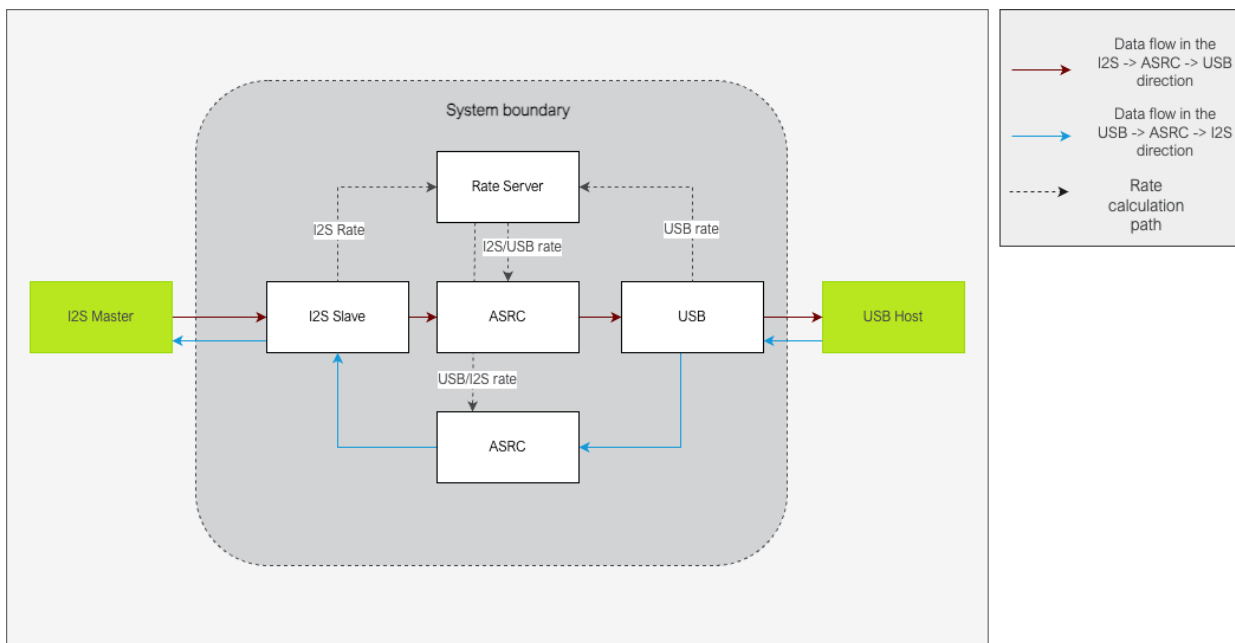 System boundary
Rate Server
I2S Rate
USB rate
I2S/USB rate
I2S Master
I2S Slave
ASRC
USB
USB Host
USB/I2S rate
ASRC
Data flow in the
I2S -> ASRC -> USB
direction
Data flow in the
USB -> ASRC -> I2S
direction
Rate
calculation
path